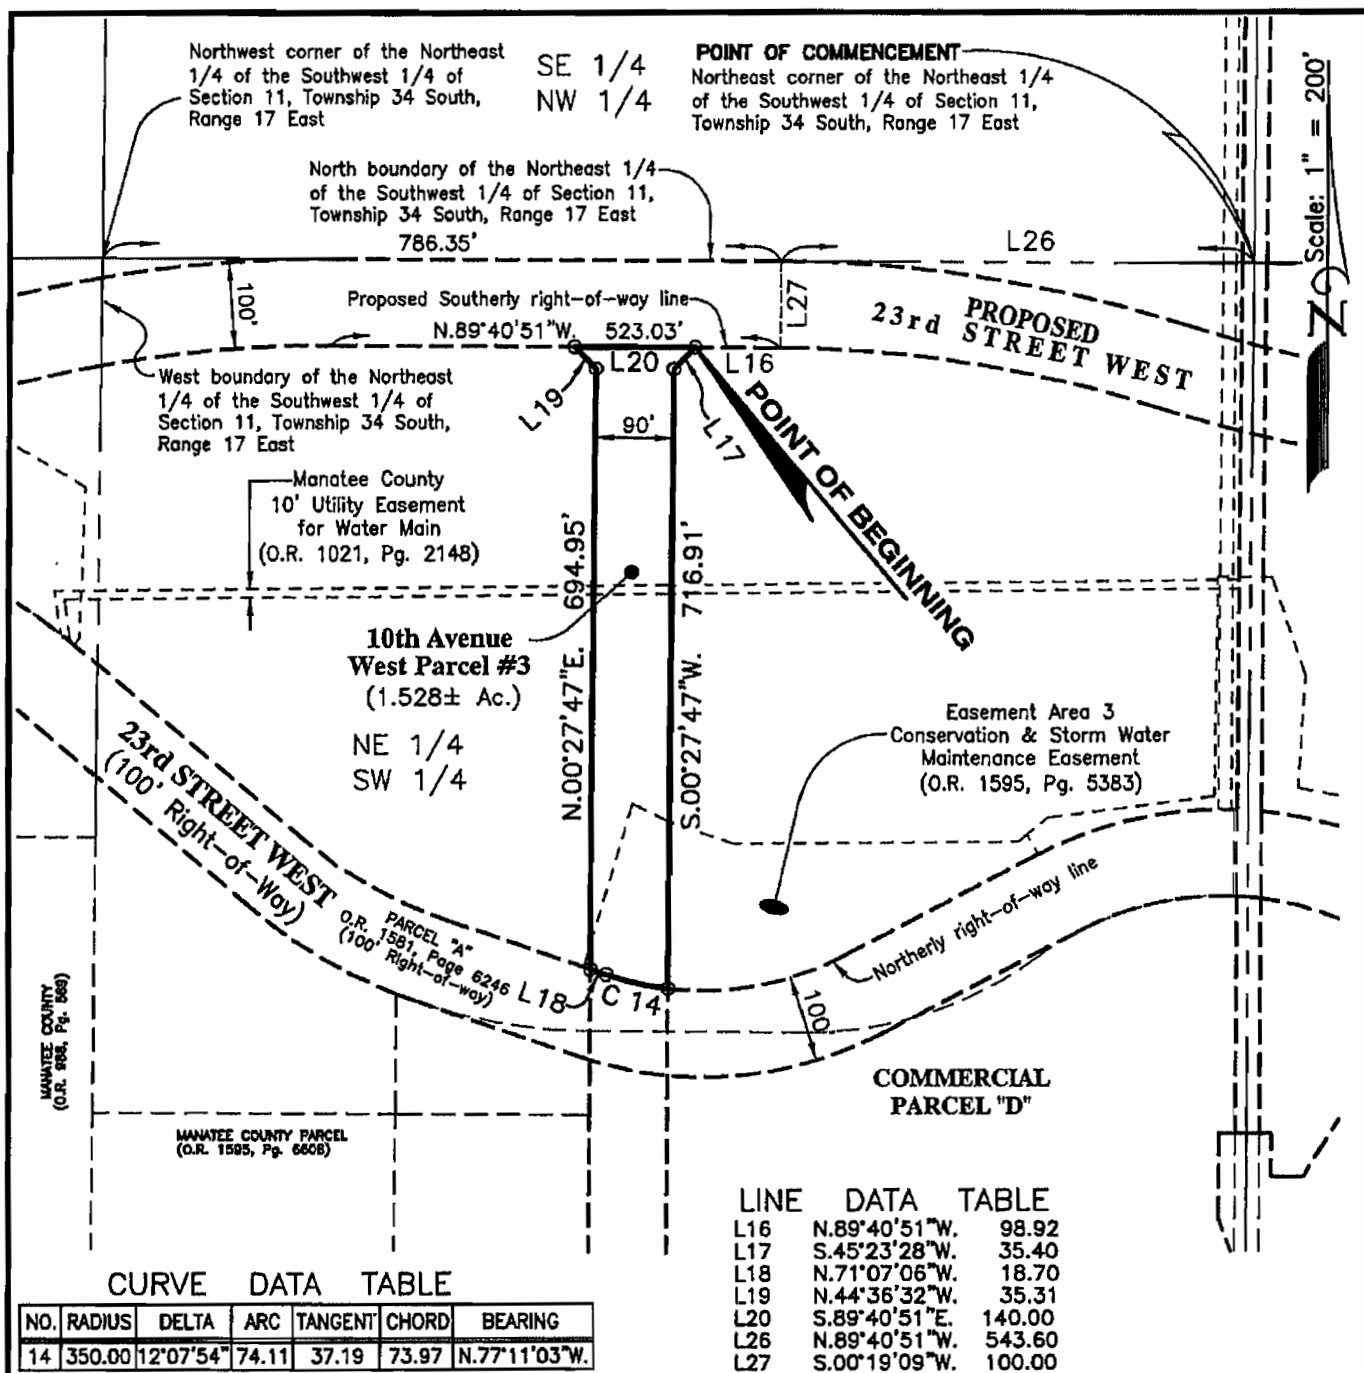 Northwest corner of the Northeast
1/4 of the Southwest 1/4 of
Section 11, Township 34 South,
Range 17 East
SE 1/4
NW 1/4
POINT OF COMMENCEMENT
Northeast corner of the Northeast 1/4
of the Southwest 1/4 of Section 11,
Township 34 South, Range 17 East
Scale: 1" = 200'
N
North boundary of the Northeast 1/4
of the Southwest 1/4 of Section 11,
Township 34 South, Range 17 East
786.35'
L26
100'
Proposed Southerly right-of-way line
L27
PROPOSED
23rd STREET WEST
N.89°40'51"W. 523.03'
L20
L16
West boundary of the Northeast
1/4 of the Southwest 1/4 of
Section 11, Township 34 South,
Range 17 East
L19
90'
L17
POINT OF BEGINNING
Manatee County
10' Utility Easement
for Water Main
(O.R. 1021, Pg. 2148)
N.00°27'47"E. 694.95'
S.00°27'47"W. 716.91'
10th Avenue
West Parcel #3
(1.528± Ac.)
NE 1/4
SW 1/4
Easement Area 3
Conservation & Storm Water
Maintenance Easement
(O.R. 1595, Pg. 5383)
23rd STREET WEST
(100' Right-of-Way)
PARCEL "A"
O.R. 1581, Page 6246
(100' Right-of-way)
L18
C 14
Northerly right-of-way line
100'
MANATEE COUNTY
(O.R. 988, Pg. 569)
COMMERCIAL
PARCEL "D"
MANATEE COUNTY PARCEL
(O.R. 1595, Pg. 6608)
LINE DATA TABLE
L16 N.89°40'51"W. 98.92
L17 S.45°23'28"W. 35.40
L18 N.71°07'06"W. 18.70
L19 N.44°36'32"W. 35.31
L20 S.89°40'51"E. 140.00
L26 N.89°40'51"W. 543.60
L27 S.00°19'09"W. 100.00
CURVE DATA TABLE
NO. RADIUS DELTA ARC TANGENT CHORD BEARING
14 350.00 12°07'54" 74.11 37.19 73.97 N.77°11'03"W.